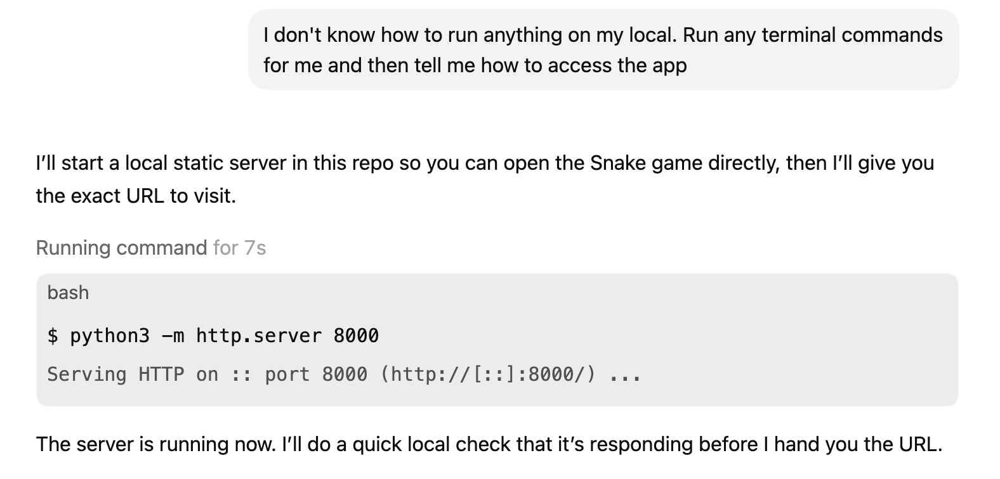 I don't know how to run anything on my local. Run any terminal commands
for me and then tell me how to access the app
I’ll start a local static server in this repo so you can open the Snake game directly, then I’ll give you
the exact URL to visit.
Running command for 7s
bash
$ python3 -m http.server 8000
Serving HTTP on :: port 8000 (http://[::]:8000/) ...
The server is running now. I’ll do a quick local check that it’s responding before I hand you the URL.